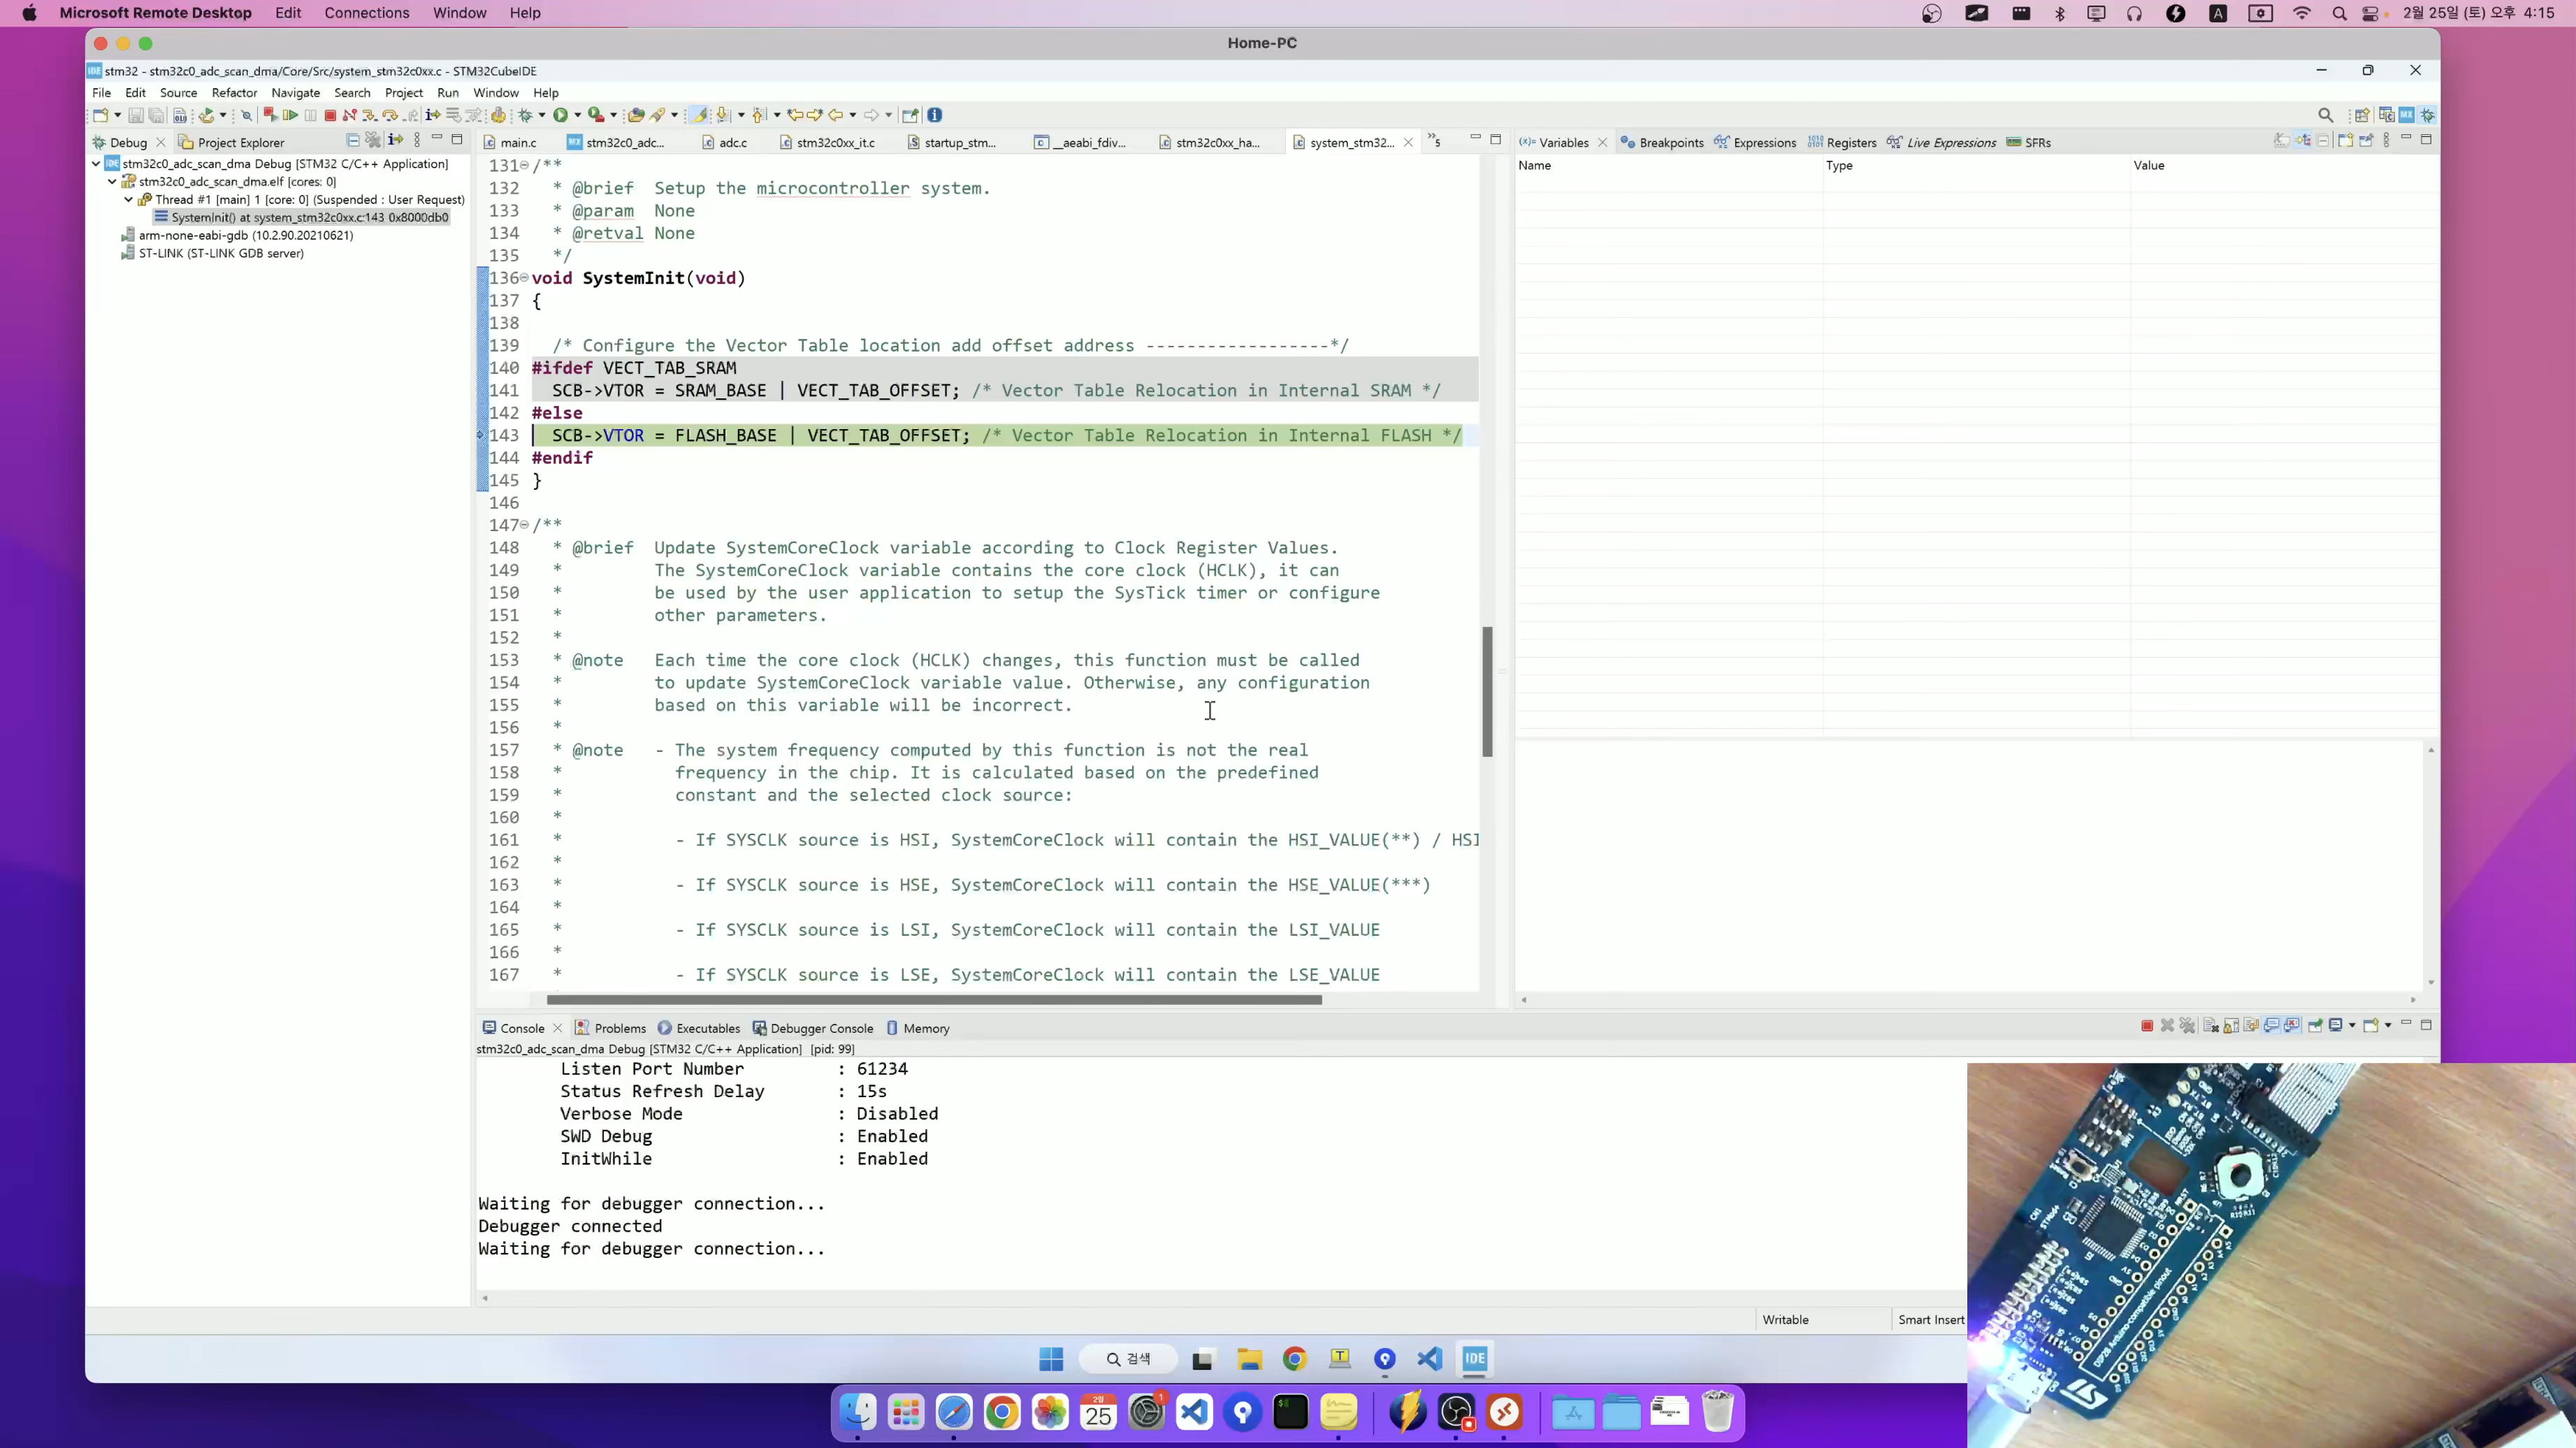 Microsoft Remote Desktop Edit Connections Window Help
A
2월 25일 (토) 오후 4:15
Home-PC
IDE stm32 - stm32c0_adc_scan_dma/Core/Src/system_stm32c0xx.c - STM32CubeIDE
File Edit Source Refactor Navigate Search Project Run Window Help
Debug Project Explorer
stm32c0_adc_scan_dma Debug [STM32 C/C++ Application]
stm32c0_adc_scan_dma.elf [cores: 0]
Thread #1 [main] 1 [core: 0] (Suspended : User Request)
SystemInit() at system_stm32c0xx.c:143 0x8000db0
arm-none-eabi-gdb (10.2.90.20210621)
ST-LINK (ST-LINK GDB server)
main.c stm32c0_adc... adc.c stm32c0xx_it.c startup_stm... __aeabi_fdiv... stm32c0xx_ha... system_stm32... »5
131 /**
132 * @brief Setup the microcontroller system.
133 * @param None
134 * @retval None
135 */
136 void SystemInit(void)
137 {
138
139 /* Configure the Vector Table location add offset address ------------------*/
140 #ifdef VECT_TAB_SRAM
141 SCB->VTOR = SRAM_BASE | VECT_TAB_OFFSET; /* Vector Table Relocation in Internal SRAM */
142 #else
143 SCB->VTOR = FLASH_BASE | VECT_TAB_OFFSET; /* Vector Table Relocation in Internal FLASH */
144 #endif
145 }
146
147 /**
148 * @brief Update SystemCoreClock variable according to Clock Register Values.
149 * The SystemCoreClock variable contains the core clock (HCLK), it can
150 * be used by the user application to setup the SysTick timer or configure
151 * other parameters.
152 *
153 * @note Each time the core clock (HCLK) changes, this function must be called
154 * to update SystemCoreClock variable value. Otherwise, any configuration
155 * based on this variable will be incorrect.
156 *
157 * @note - The system frequency computed by this function is not the real
158 * frequency in the chip. It is calculated based on the predefined
159 * constant and the selected clock source:
160 *
161 * - If SYSCLK source is HSI, SystemCoreClock will contain the HSI_VALUE(**) / HSI
162 *
163 * - If SYSCLK source is HSE, SystemCoreClock will contain the HSE_VALUE(***)
164 *
165 * - If SYSCLK source is LSI, SystemCoreClock will contain the LSI_VALUE
166 *
167 * - If SYSCLK source is LSE, SystemCoreClock will contain the LSE_VALUE
(x)= Variables Breakpoints Expressions Registers Live Expressions SFRs
Name Type Value
Console Problems Executables Debugger Console Memory
stm32c0_adc_scan_dma Debug [STM32 C/C++ Application] [pid: 99]
Listen Port Number : 61234
Status Refresh Delay : 15s
Verbose Mode : Disabled
SWD Debug : Enabled
InitWhile : Enabled
Waiting for debugger connection...
Debugger connected
Waiting for debugger connection...
Writable Smart Insert
검색
IDE
2월
25
1
DIP28 Arduino-compatible pinout